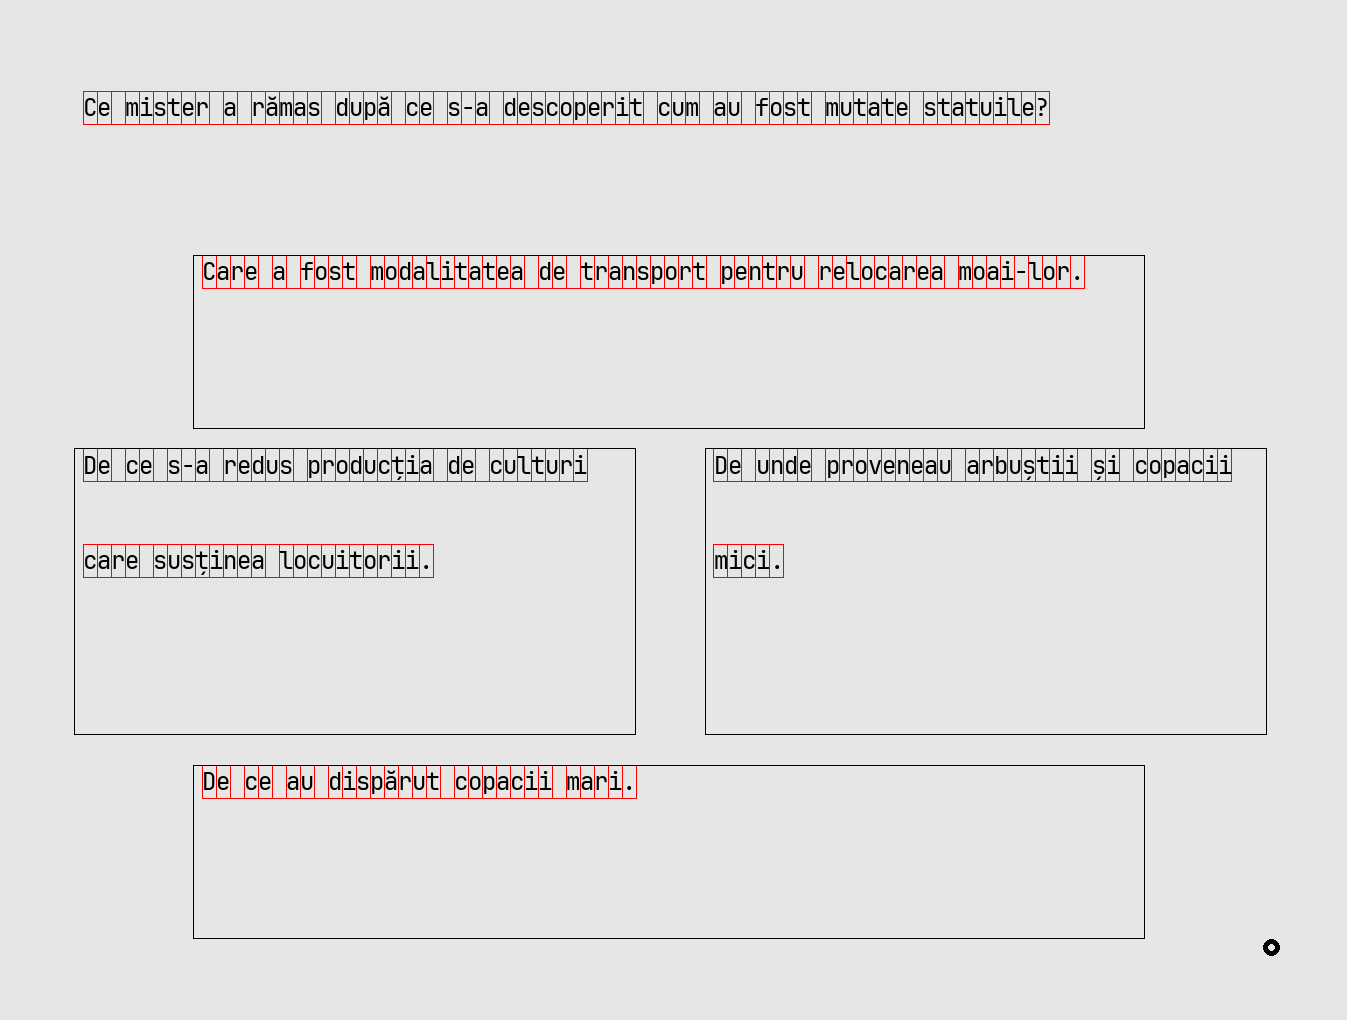 Ce mister a rămas după ce s-a descoperit cum au fost mutate statuile?
Care a fost modalitatea de transport pentru relocarea moai-lor.
De ce s-a redus producția de culturi
care susținea locuitorii.
De unde proveneau arbuștii și copacii
mici.
De ce au dispărut copacii mari.